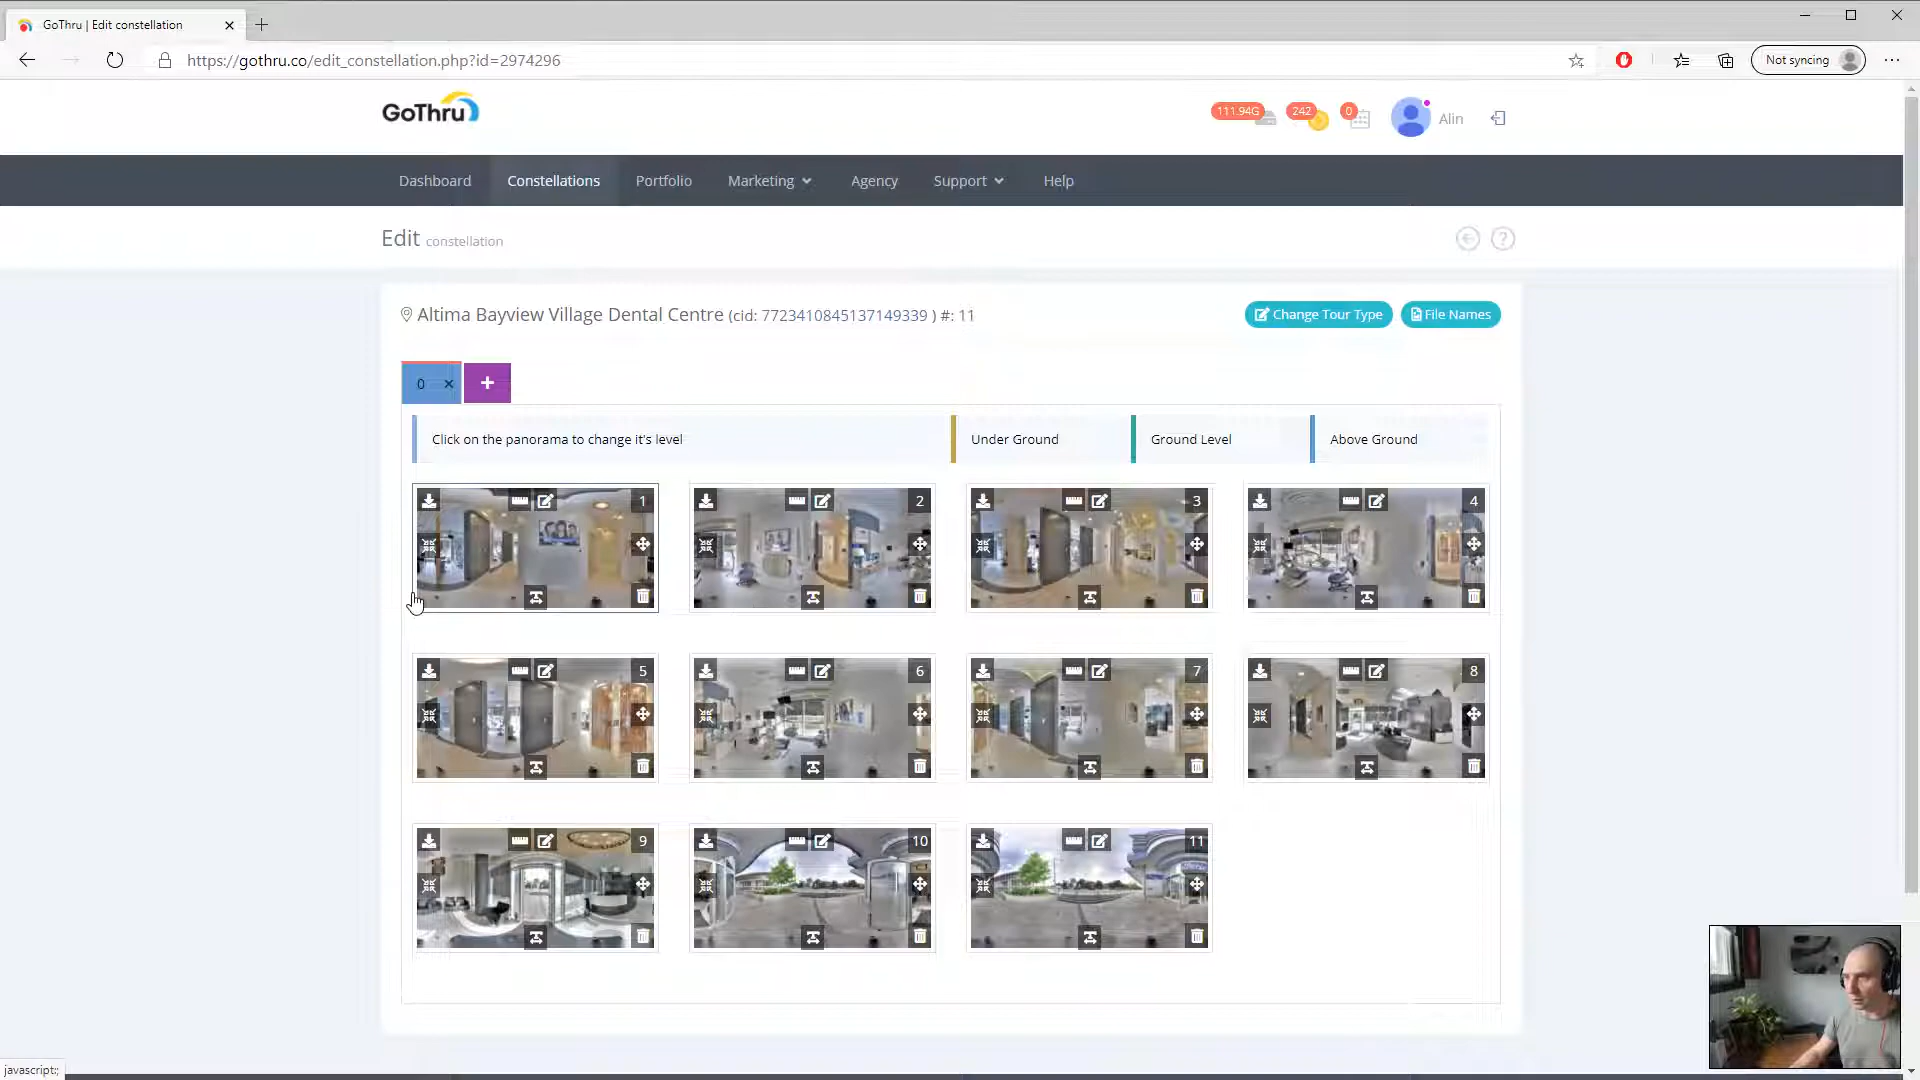 GoThru | Edit constellation
https://gothru.co/edit_constellation.php?id=2974296
Not syncing
GoThru
111.94G
242
0
Alin
Dashboard
Constellations
Portfolio
Marketing
Agency
Support
Help
Edit constellation
Altima Bayview Village Dental Centre (cid: 7723410845137149339 ) #: 11
Change Tour Type
File Names
0
Click on the panorama to change it's level
Under Ground
Ground Level
Above Ground
1
2
3
4
5
6
7
8
9
10
11
javascript:;